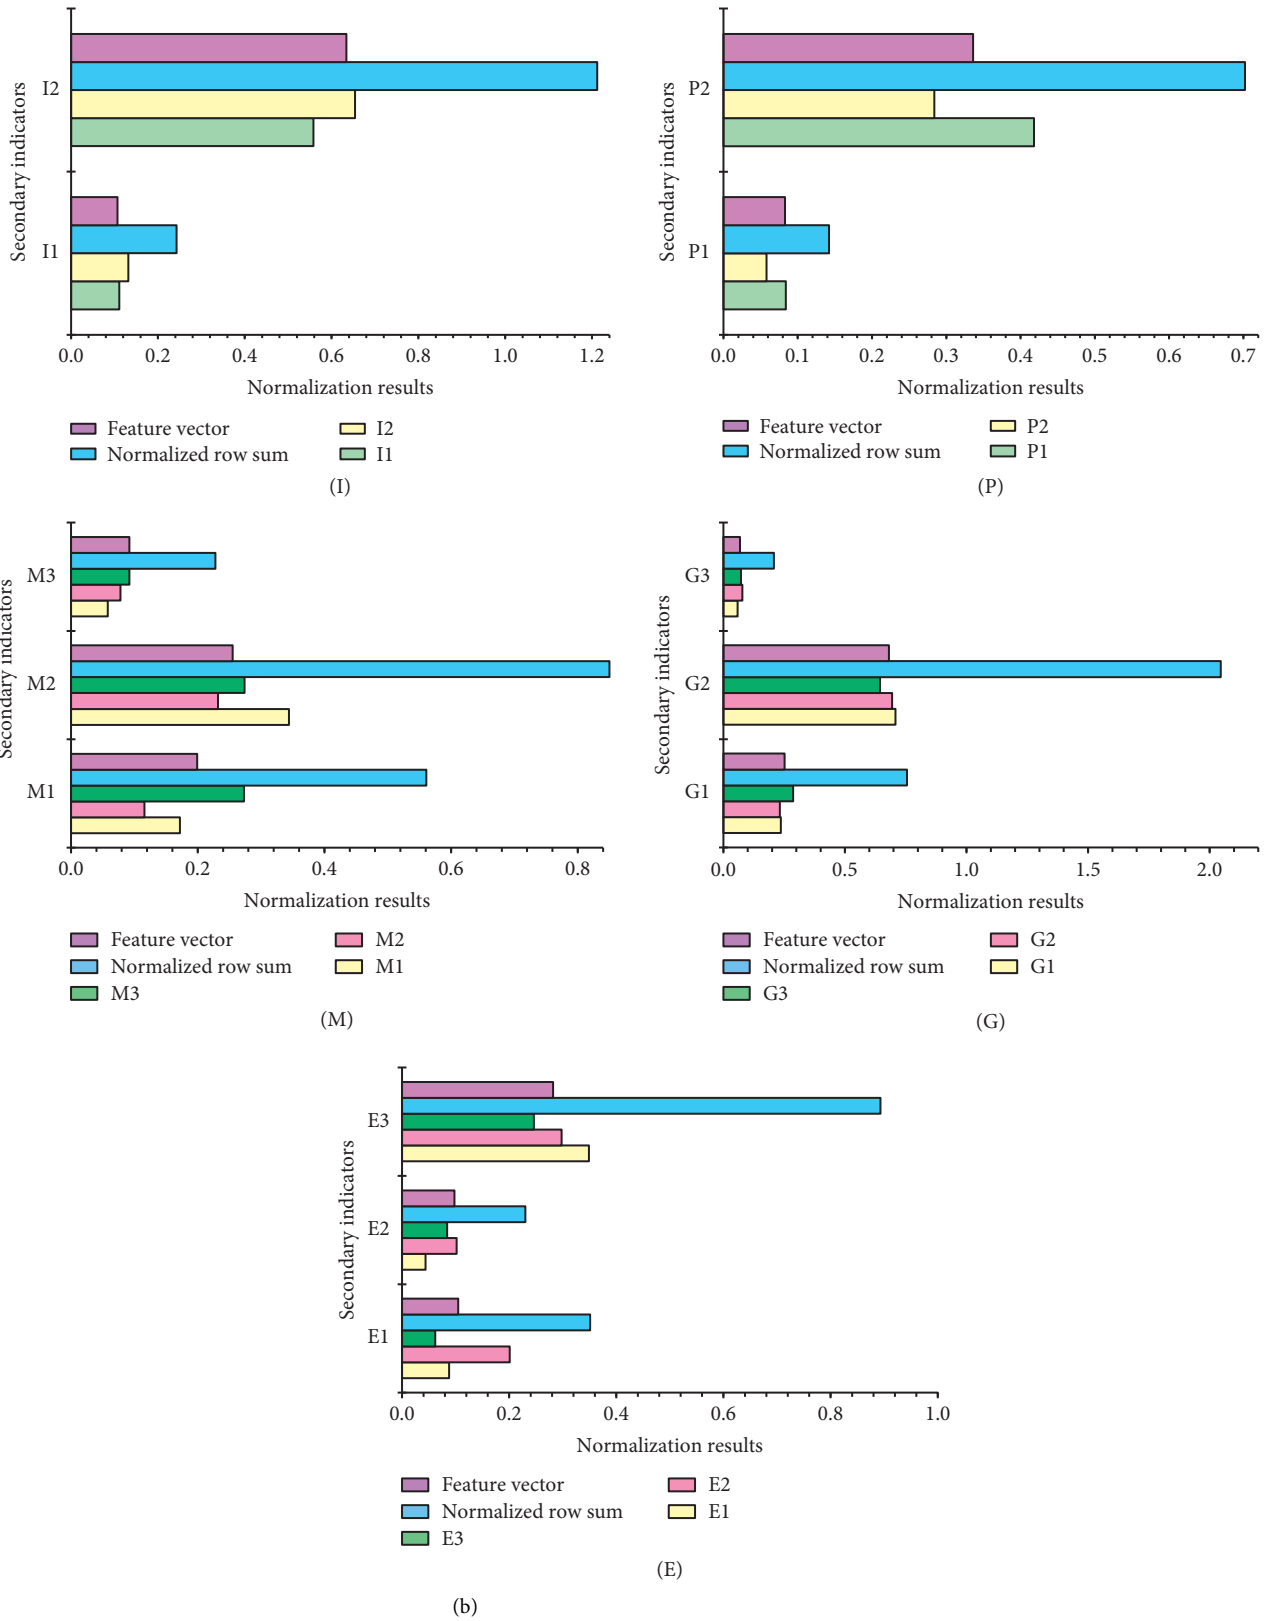 Secondary indicators
I2
I1
0.0 0.2 0.4 0.6 0.8 1.0 1.2
Normalization results
Feature vector I2
Normalized row sum I1
(I)
Secondary indicators
P2
P1
0.0 0.1 0.2 0.3 0.4 0.5 0.6 0.7
Normalization results
Feature vector P2
Normalized row sum P1
(P)
Secondary indicators
M3
M2
M1
0.0 0.2 0.4 0.6 0.8
Normalization results
Feature vector M2
Normalized row sum M1
M3
(M)
Secondary indicators
G3
G2
G1
0.0 0.5 1.0 1.5 2.0
Normalization results
Feature vector G2
Normalized row sum G1
G3
(G)
Secondary indicators
E3
E2
E1
0.0 0.2 0.4 0.6 0.8 1.0
Normalization results
Feature vector E2
Normalized row sum E1
E3
(E)
(b)